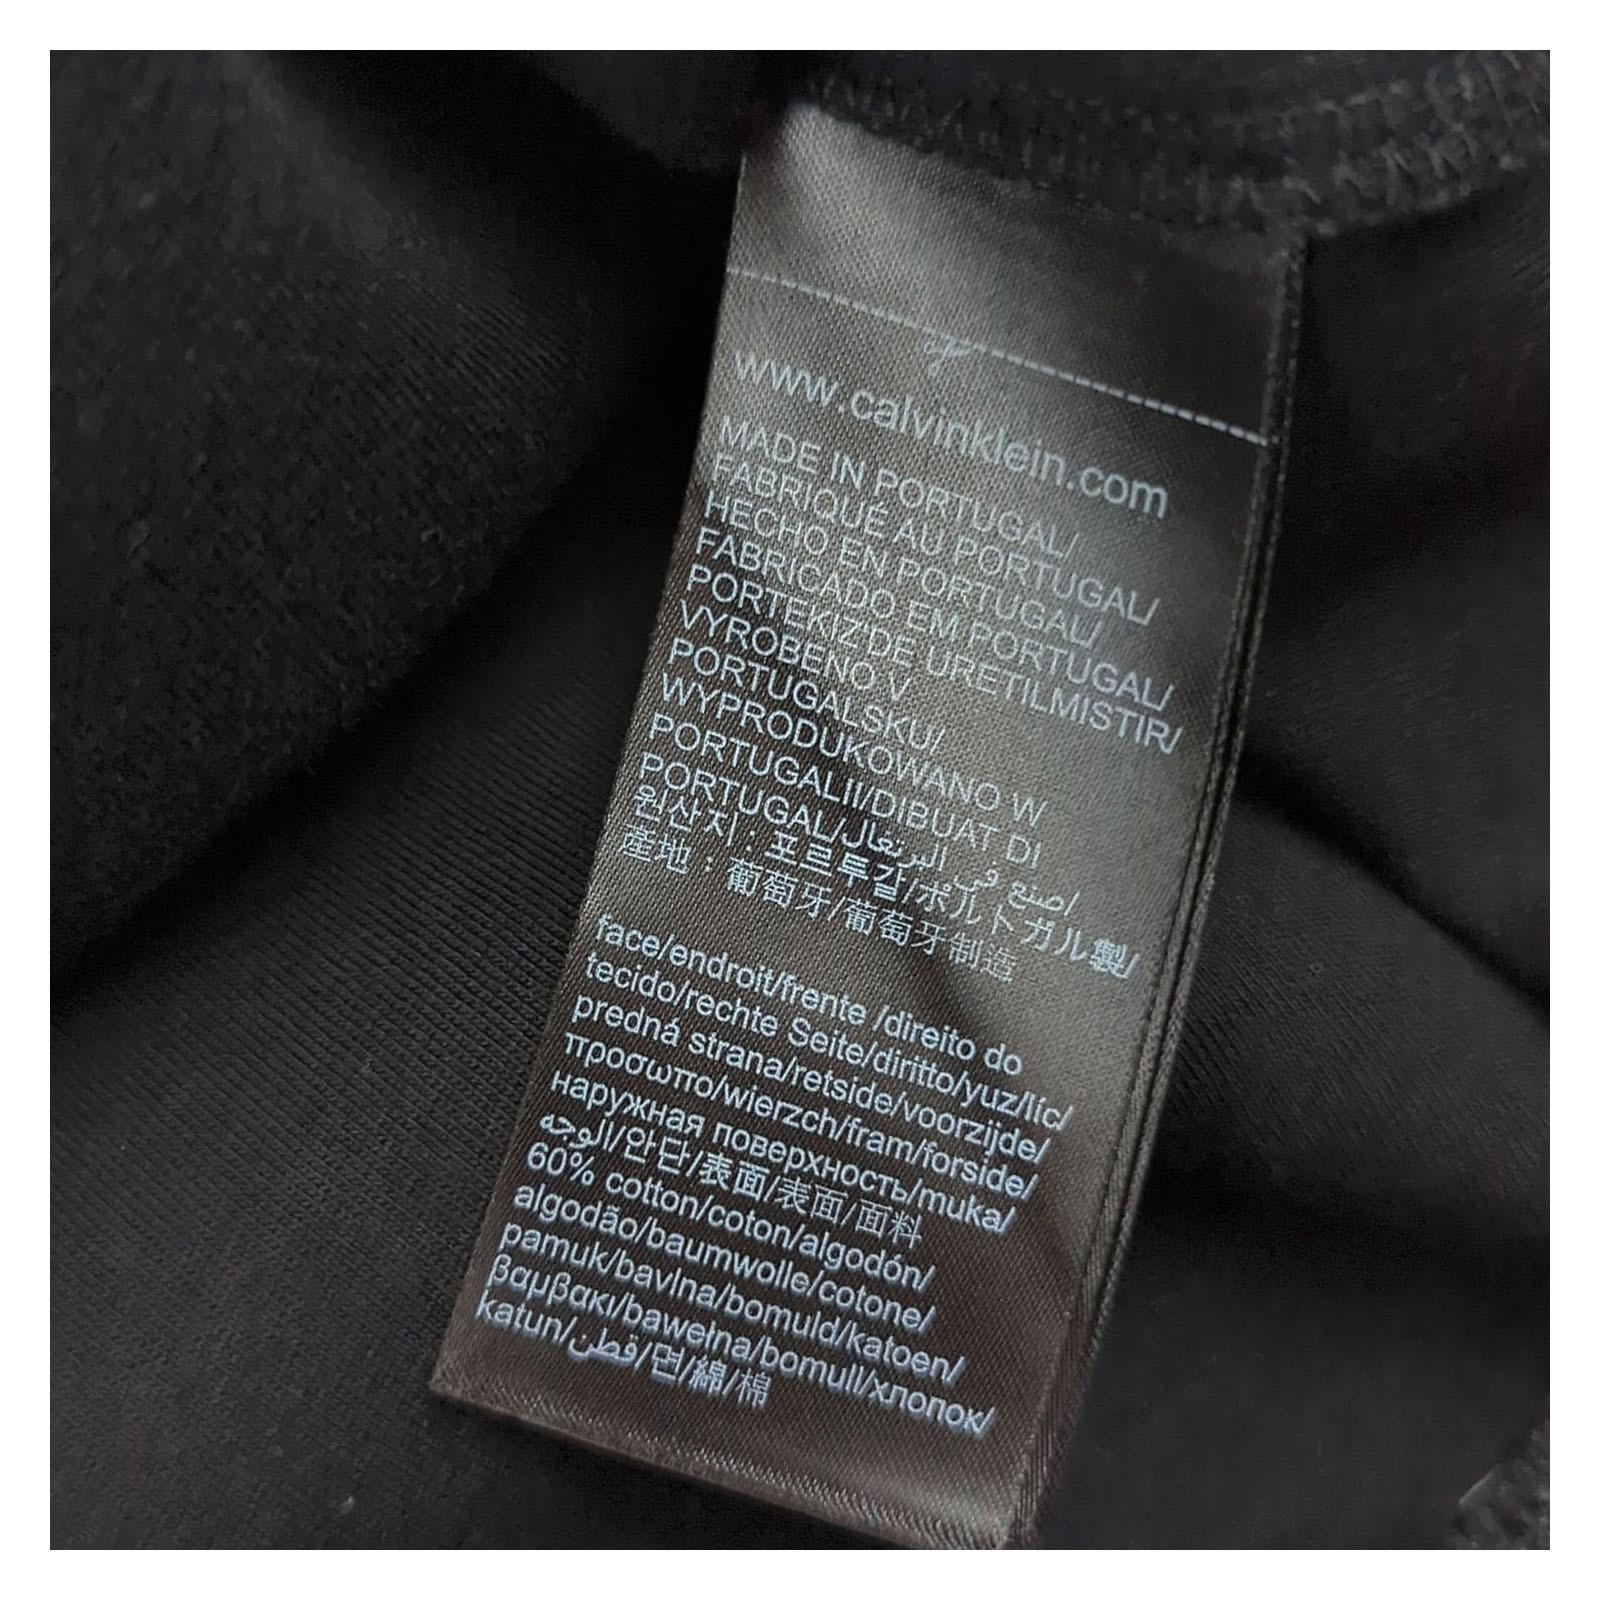 www.calvinklein.com
MADE IN PORTUGAL/
FABRIQUÉ AU PORTUGAL/
HECHO EN PORTUGAL/
FABRICADO EM PORTUGAL/
PORTEKIZ'DE URETILMISTIR/
VYROBENO V
PORTUGALSKU/
WYPRODUKOWANO W
PORTUGALII/DIBUAT DI
PORTUGAL/صنع في البرتغال/
원산지 : 포르투갈/ポルトガル製/
產地 : 葡萄牙/葡萄牙制造
face/endroit/frente /direito do
tecido/rechte Seite/diritto/yuz/líc/
predná strana/retside/voorzijde/
προσωπο/wierzch/fram/forside/
наружная поверхность/muka/
الوجه/안단/表面/表面/面料
60% cotton/coton/algodón/
algodão/baumwolle/cotone/
pamuk/bavlna/bomuld/katoen/
βαμβακι/bawełna/bomull/хлопок/
katun/قطن/면/綿/棉